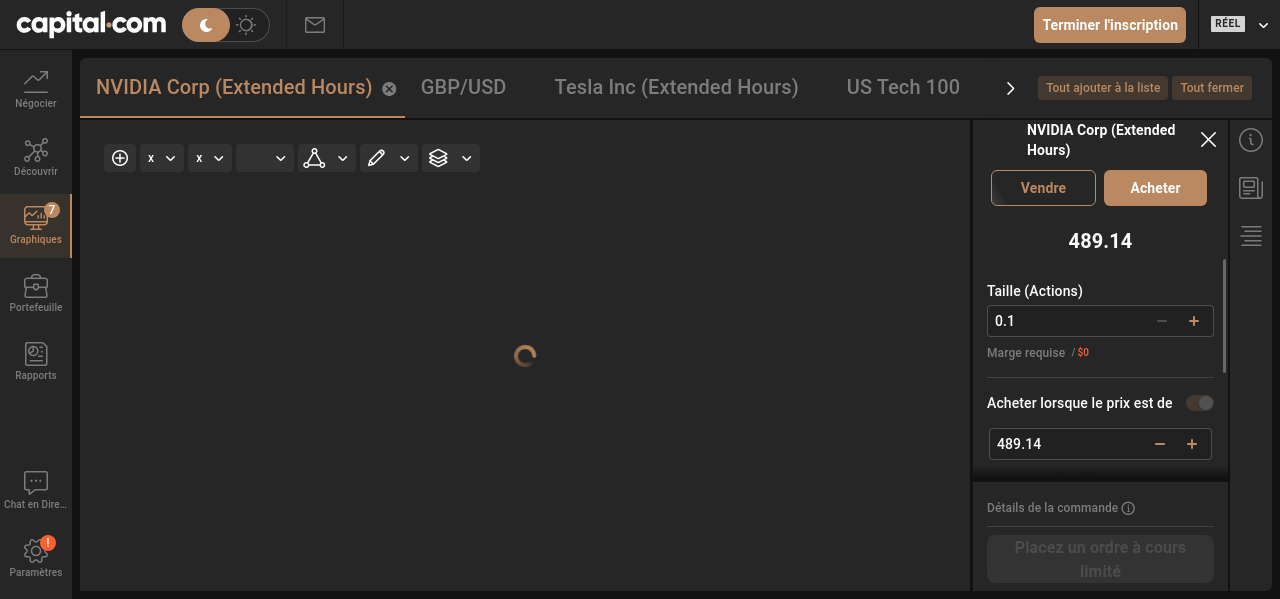 capital.com
Terminer l'inscription
RÉEL
Négocier
Découvrir
7
Graphiques
Portefeuille
Rapports
Chat en Dire...
!
Paramètres
NVIDIA Corp (Extended Hours)
GBP/USD
Tesla Inc (Extended Hours)
US Tech 100
Tout ajouter à la liste
Tout fermer
x
x
NVIDIA Corp (Extended
Hours)
Vendre
Acheter
489.14
Taille (Actions)
0.1
Marge requise / $0
Acheter lorsque le prix est de
489.14
Détails de la commande
Placez un ordre à cours
limité